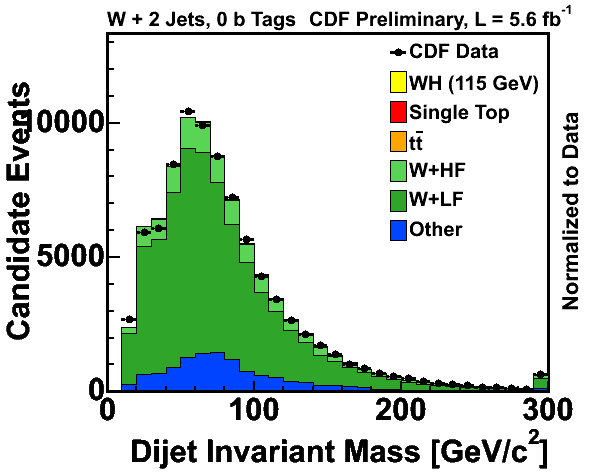 W + 2 Jets, 0 b Tags CDF Preliminary, L = 5.6 fb⁻¹
CDF Data
WH (115 GeV)
Single Top
tt̄
W+HF
W+LF
Other
Candidate Events
10000
5000
0
0 100 200 300
Dijet Invariant Mass [GeV/c²]
Normalized to Data